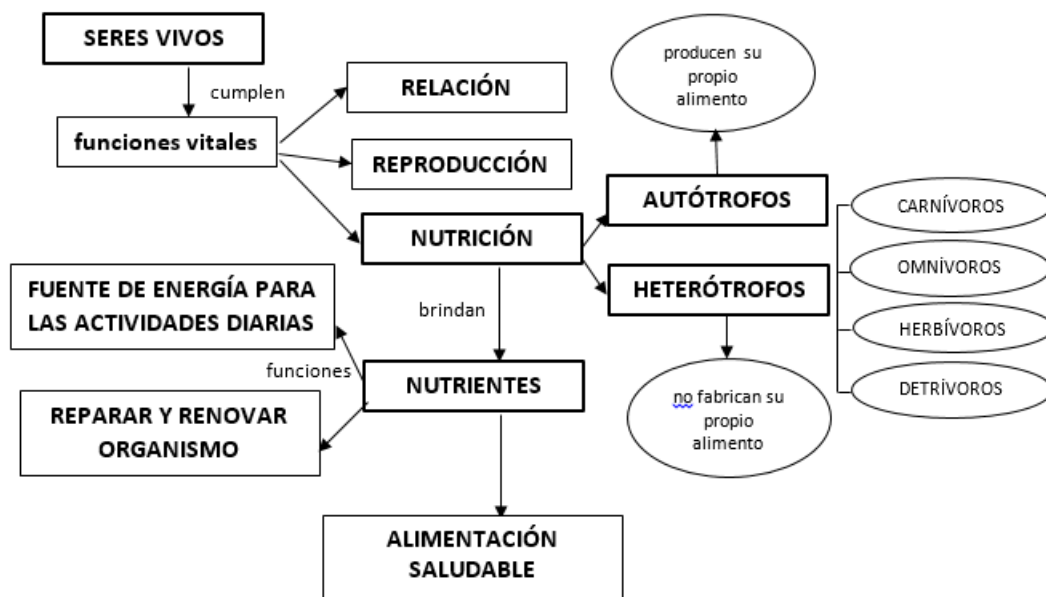 SERES VIVOS
cumplen
funciones vitales
RELACIÓN
REPRODUCCIÓN
NUTRICIÓN
producen su
propio
alimento
AUTÓTROFOS
HETERÓTROFOS
CARNÍVOROS
OMNÍVOROS
HERBÍVOROS
DETRÍVOROS
no fabrican su
propio
alimento
brindan
NUTRIENTES
funciones
FUENTE DE ENERGÍA PARA
LAS ACTIVIDADES DIARIAS
REPARAR Y RENOVAR
ORGANISMO
ALIMENTACIÓN
SALUDABLE